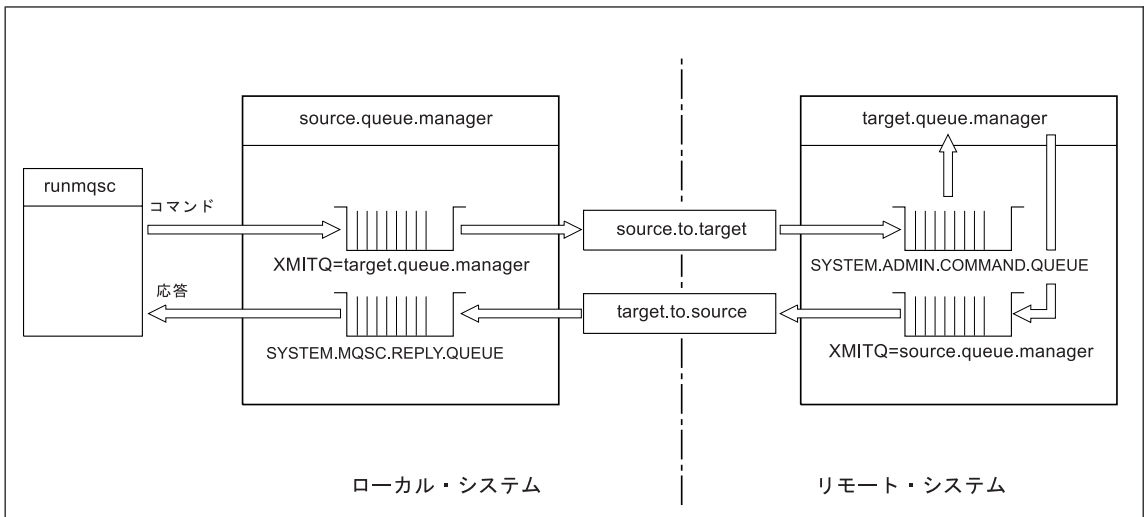 source.queue.manager
target.queue.manager
runmqsc
コマンド
source.to.target
XMITQ=target.queue.manager
SYSTEM.ADMIN.COMMAND.QUEUE
応答
target.to.source
SYSTEM.MQSC.REPLY.QUEUE
XMITQ=source.queue.manager
ローカル・システム
リモート・システム